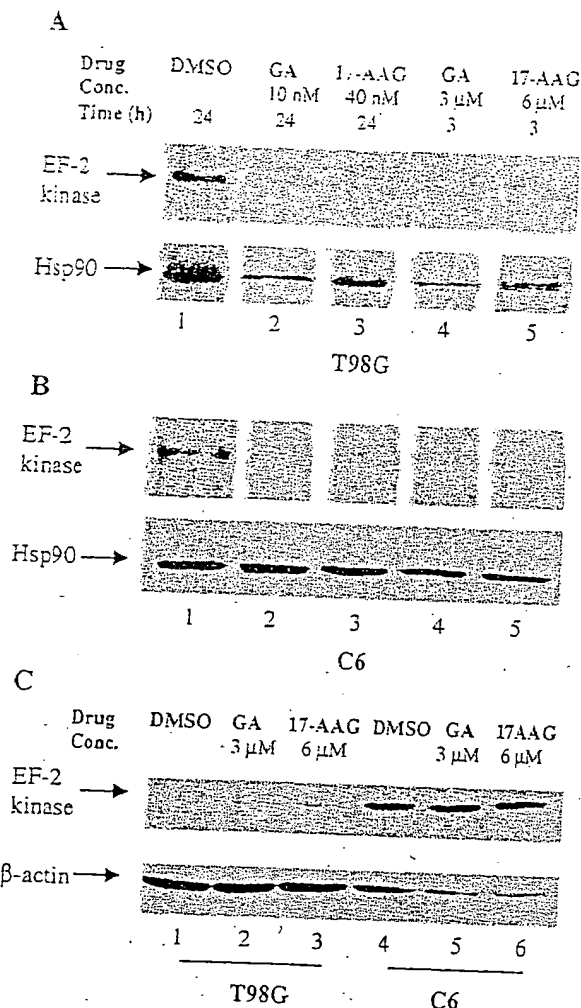 A
Drug DMSO GA 17-AAG GA 17-AAG
Conc. 10 nM 40 nM 3 µM 6 µM
Time (h) 24 24 24 3 3
EF-2
kinase
Hsp90
1 2 3 4 5
T98G
B
EF-2
kinase
Hsp90
1 2 3 4 5
C6
C
Drug DMSO GA 17-AAG DMSO GA 17AAG
Conc. 3 µM 6 µM 3 µM 6 µM
EF-2
kinase
β-actin
1 2 3 4 5 6
T98G C6